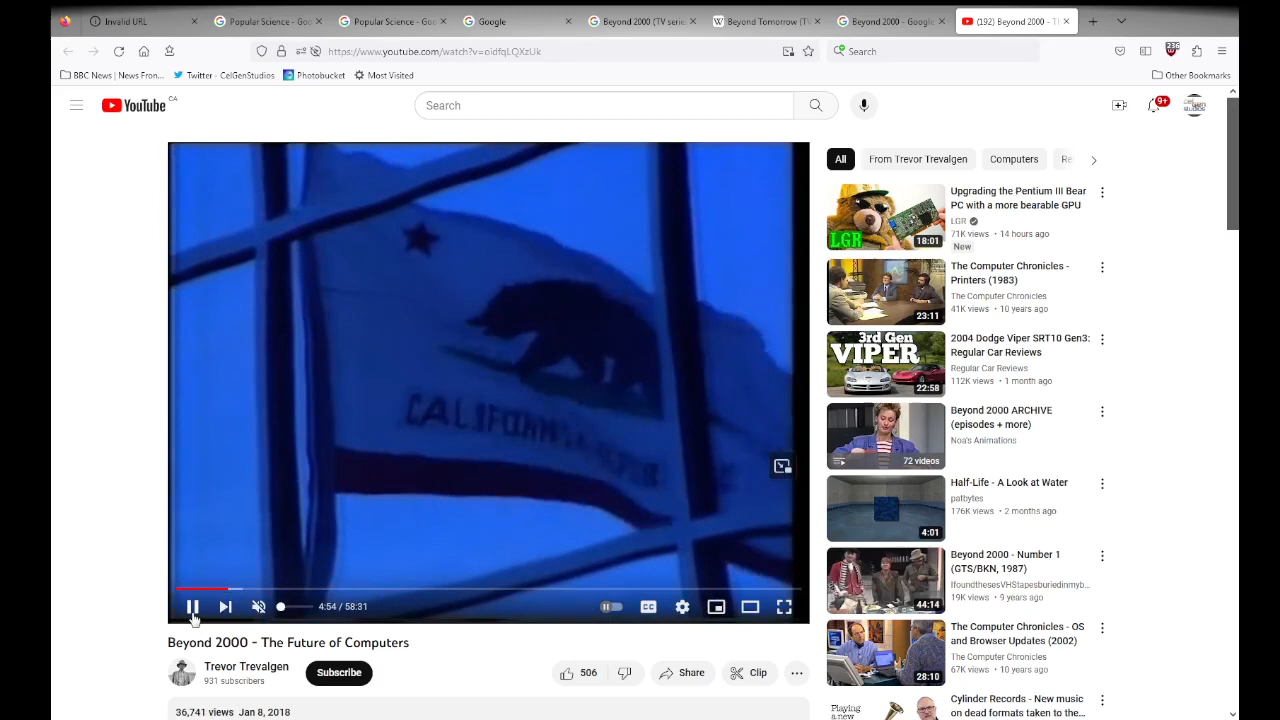 Invalid URL
Popular Science - Goo
Popular Science - Goo
Google
Beyond 2000 (TV serie
Beyond Tomorrow (TV
Beyond 2000 - Google
(192) Beyond 2000 - Th
https://www.youtube.com/watch?v=oidfqLQXzUk
Search
236
BBC News | News Fron...
Twitter - CelGenStudios
Photobucket
Most Visited
Other Bookmarks
YouTube CA
Search
9+
All
From Trevor Trevalgen
Computers
Re
CALIFORN
4:54 / 58:31
CC
Beyond 2000 - The Future of Computers
Trevor Trevalgen
931 subscribers
Subscribe
506
Share
Clip
36,741 views Jan 8, 2018
LGR
18:01
Upgrading the Pentium III Bear
PC with a more bearable GPU
LGR
71K views • 14 hours ago
New
23:11
The Computer Chronicles -
Printers (1983)
The Computer Chronicles
41K views • 10 years ago
3rd Gen
VIPER
22:58
2004 Dodge Viper SRT10 Gen3:
Regular Car Reviews
Regular Car Reviews
112K views • 1 month ago
72 videos
Beyond 2000 ARCHIVE
(episodes + more)
Noa's Animations
4:01
Half-Life - A Look at Water
patbytes
176K views • 2 months ago
44:14
Beyond 2000 - Number 1
(GTS/BKN, 1987)
IfoundthesesVHStapesburiedinmyb...
19K views • 9 years ago
28:10
The Computer Chronicles - OS
and Browser Updates (2002)
The Computer Chronicles
67K views • 10 years ago
Playing
a new
Cylinder Records - New music
on dead formats taken to the...